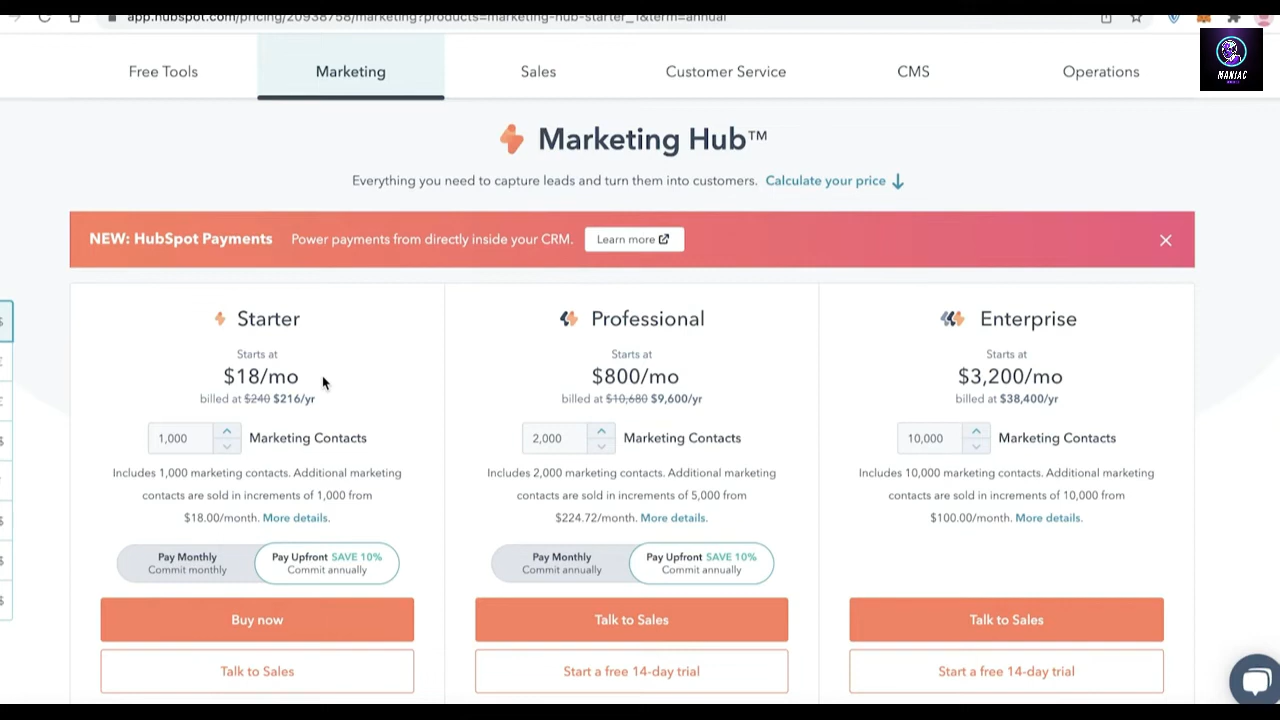 app.hubspot.com/pricing/20938758/marketing?products=marketing-hub-starter_1&term=annual
Free Tools
Marketing
Sales
Customer Service
CMS
Operations
MANIAC
Marketing Hub™
Everything you need to capture leads and turn them into customers. Calculate your price ↓
NEW: HubSpot Payments Power payments from directly inside your CRM. Learn more
Starter
Starts at
$18/mo
billed at $240 $216/yr
1,000 Marketing Contacts
Includes 1,000 marketing contacts. Additional marketing
contacts are sold in increments of 1,000 from
$18.00/month. More details.
Pay Monthly
Commit monthly
Pay Upfront SAVE 10%
Commit annually
Buy now
Talk to Sales
Professional
Starts at
$800/mo
billed at $10,680 $9,600/yr
2,000 Marketing Contacts
Includes 2,000 marketing contacts. Additional marketing
contacts are sold in increments of 5,000 from
$224.72/month. More details.
Pay Monthly
Commit annually
Pay Upfront SAVE 10%
Commit annually
Talk to Sales
Start a free 14-day trial
Enterprise
Starts at
$3,200/mo
billed at $38,400/yr
10,000 Marketing Contacts
Includes 10,000 marketing contacts. Additional marketing
contacts are sold in increments of 10,000 from
$100.00/month. More details.
Talk to Sales
Start a free 14-day trial